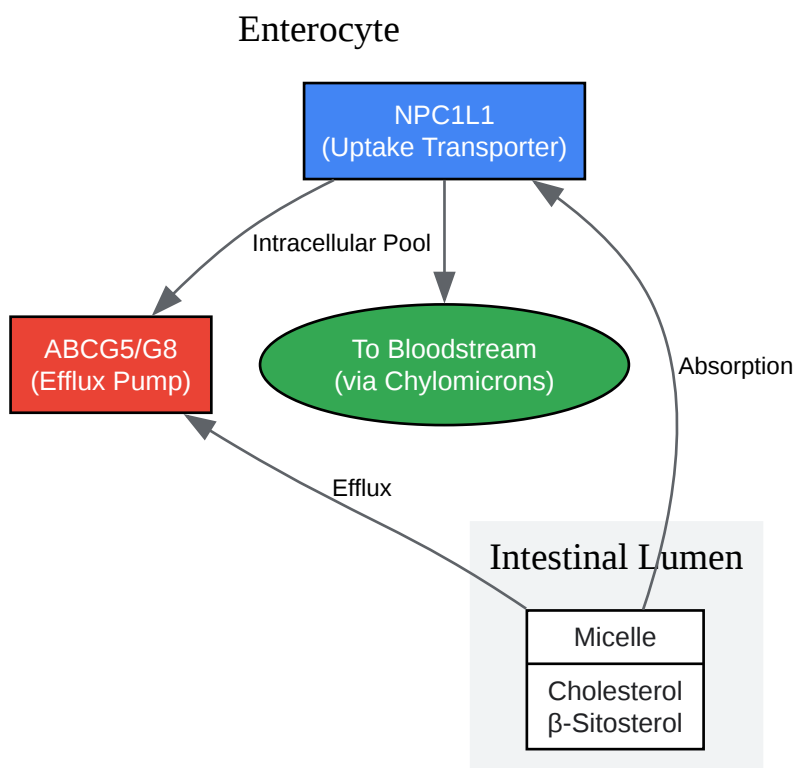 Enterocyte
NPC1L1
(Uptake Transporter)
Intracellular Pool
ABCG5/G8
(Efflux Pump)
To Bloodstream
(via Chylomicrons)
Absorption
Efflux
Intestinal Lumen
Micelle
Cholesterol
β-Sitosterol